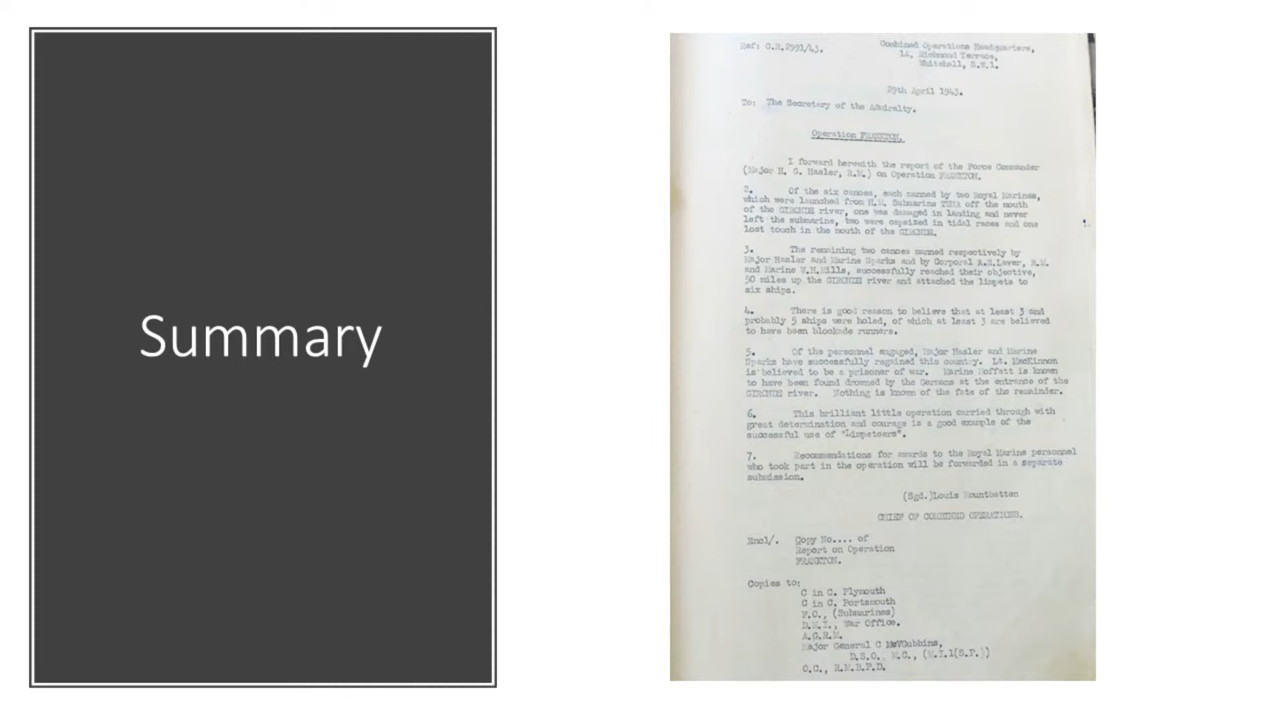 Summary
Ref: C.R.2991/43.
Combined Operations Headquarters,
1A, Richmond Terrace,
Whitehall, S.W.1.
29th April 1943.
To: The Secretary of the Admiralty.
Operation FRANKTON.
I forward herewith the report of the Force Commander
(Major H. G. Hasler, R.M.) on Operation FRANKTON.
2. Of the six canoes, each manned by two Royal Marines,
which were launched from H.M. Submarine TUNA off the mouth
of the GIRONDE river, one was damaged in landing and never
left the submarine, two were capsized in tidal races and one
lost touch in the mouth of the GIRONDE.
3. The remaining two canoes manned respectively by
Major Hasler and Marine Sparks and by Corporal A.E.Laver, R.M.
and Marine W.H.Mills, successfully reached their objective,
50 miles up the GIRONDE river and attached the limpets to
six ships.
4. There is good reason to believe that at least 3 and
probably 5 ships were holed, of which at least 3 are believed
to have been blockade runners.
5. Of the personnel engaged, Major Hasler and Marine
Sparks have successfully regained this country. Lt. MacKinnon
is believed to be a prisoner of war. Marine Moffatt is known
to have been found drowned by the Germans at the entrance of the
GIRONDE river. Nothing is known of the fate of the remainder.
6. This brilliant little operation carried through with
great determination and courage is a good example of the
successful use of "Limpeteers".
7. Recommendations for awards to the Royal Marine personnel
who took part in the operation will be forwarded in a separate
submission.
(Sgd.)Louis Mountbatten
CHIEF OF COMBINED OPERATIONS.
Encl/. Copy No.... of
Report on Operation
FRANKTON.
Copies to:
C in C. Plymouth
C in C. Portsmouth
F.O., (Submarines)
D.M.I., War Office.
A.G.R.M.
Major General C McVGubbins,
D.S.O., M.C., (M.I.1(S.P.))
O.C., R.M.B.P.D.